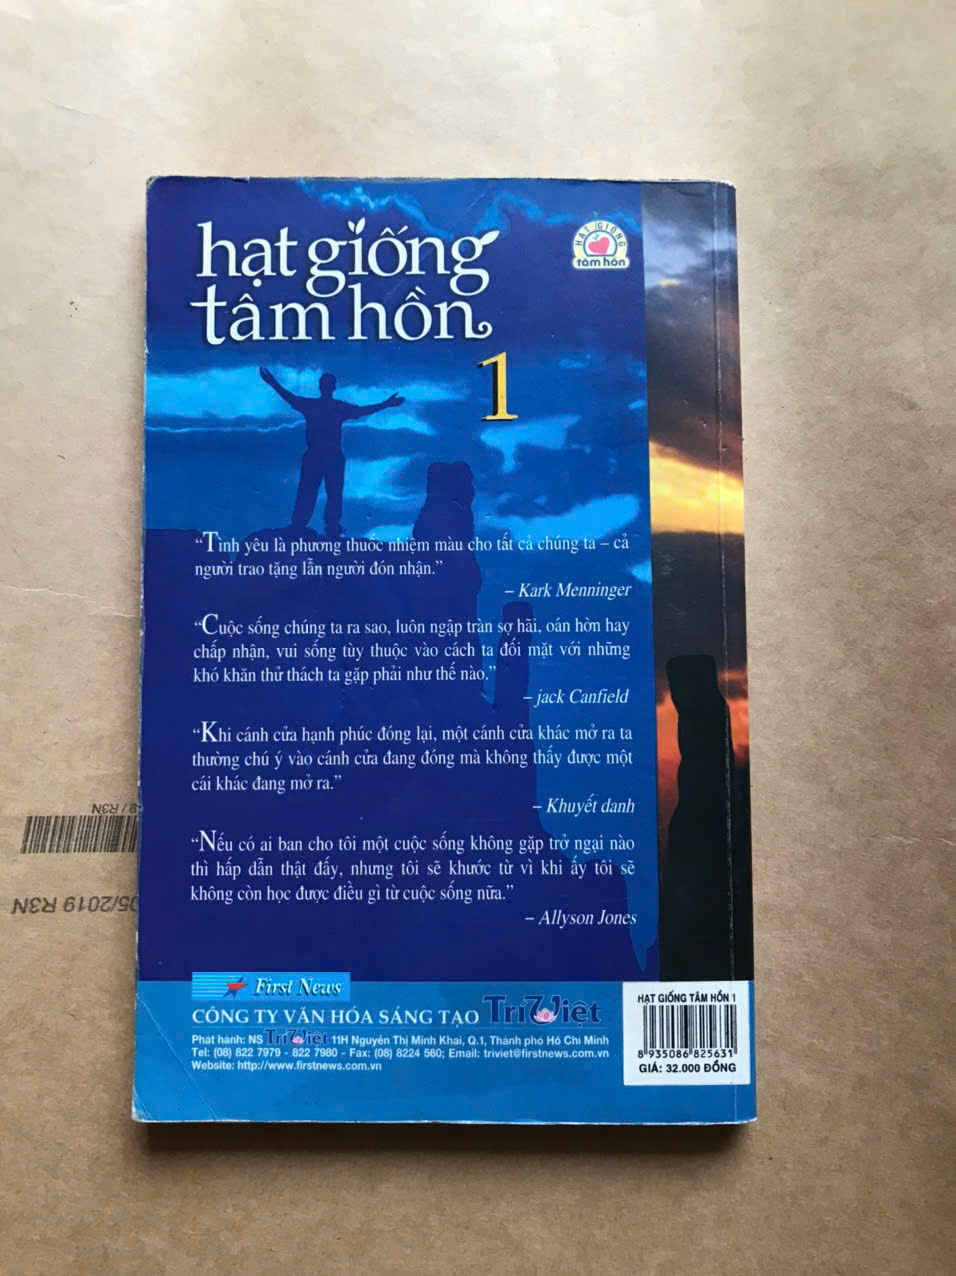 hạt giống
tâm hồn
1
HẠT GIỐNG
tâm hồn
“Tình yêu là phương thuốc nhiệm màu cho tất cả chúng ta – cả
người trao tặng lẫn người đón nhận.”
– Kark Menninger
“Cuộc sống chúng ta ra sao, luôn ngập tràn sợ hãi, oán hờn hay
chấp nhận, vui sống tùy thuộc vào cách ta đối mặt với những
khó khăn thử thách ta gặp phải như thế nào.”
– jack Canfield
“Khi cánh cửa hạnh phúc đóng lại, một cánh cửa khác mở ra ta
thường chú ý vào cánh cửa đang đóng mà không thấy được một
cái khác đang mở ra.”
– Khuyết danh
“Nếu có ai ban cho tôi một cuộc sống không gặp trở ngại nào
thì hấp dẫn thật đấy, nhưng tôi sẽ khước từ vì khi ấy tôi sẽ
không còn học được điều gì từ cuộc sống nữa.”
– Allyson Jones
First News
CÔNG TY VĂN HÓA SÁNG TẠO Trí Việt
Phát hành: NS Trí Việt 11H Nguyễn Thị Minh Khai, Q.1, Thành phố Hồ Chí Minh
Tel: (08) 822 7979 - 822 7980 - Fax: (08) 8224 560; Email: triviet@firstnews.com.vn
Website: http://www.firstnews.com.vn
HẠT GIỐNG TÂM HỒN 1
8 935086 825631
GIÁ: 32.000 ĐỒNG
/ R3N
05/2019 R3N